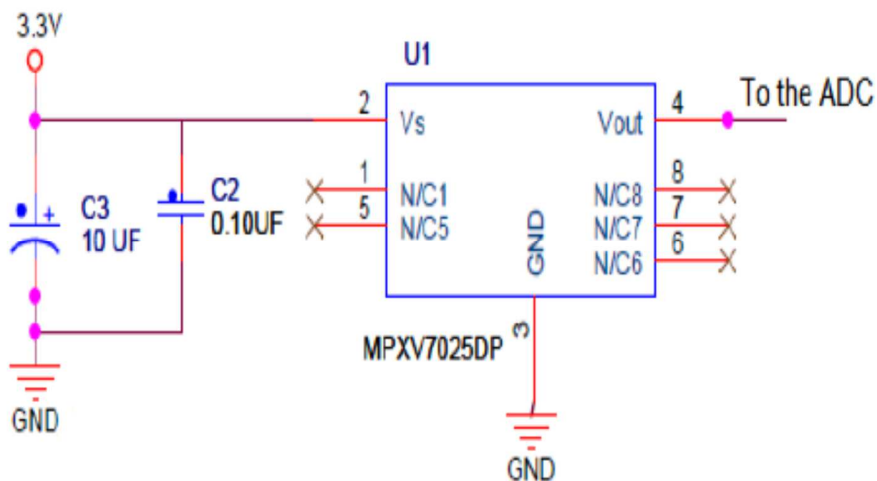 3.3V
U1
To the ADC
2
Vs
Vout
4
1
N/C1
N/C8
8
5
N/C5
N/C7
7
N/C6
6
GND
3
C3
10 UF
+
C2
0.10UF
MPXV7025DP
GND
GND